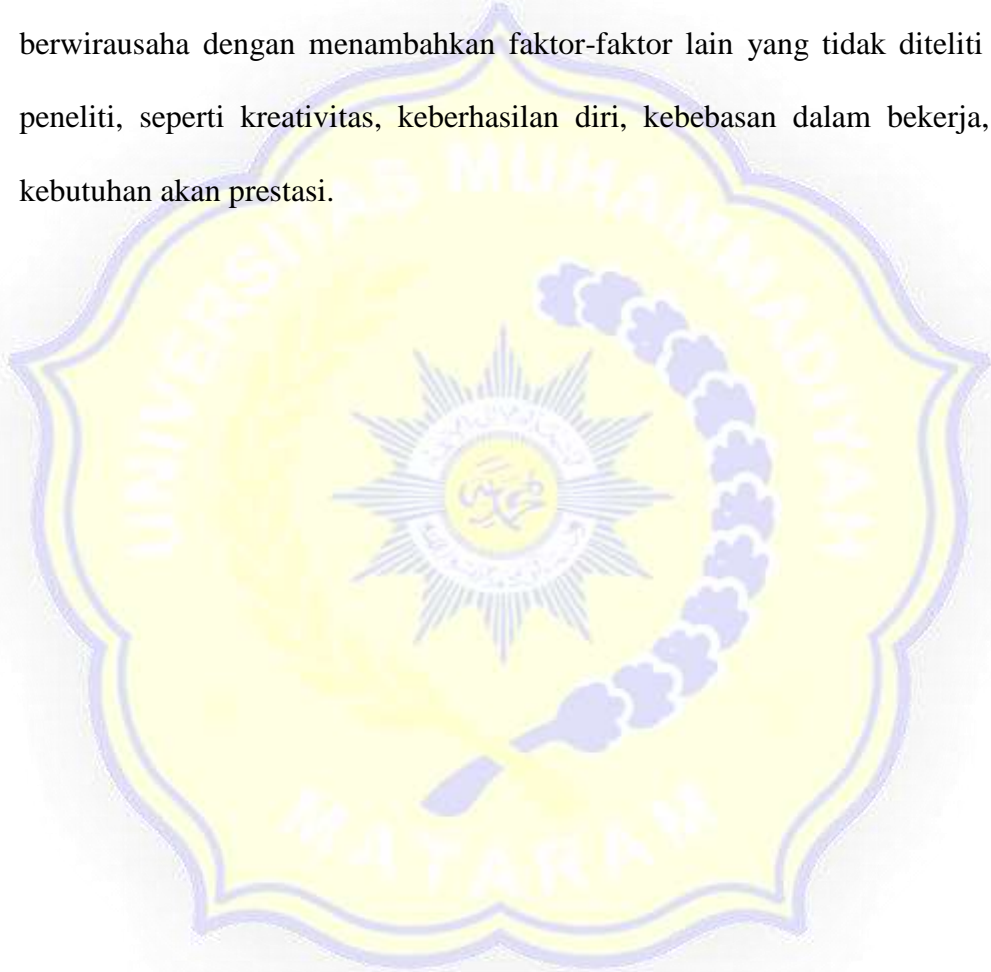 berwirausaha dengan menambahkan faktor-faktor lain yang tidak diteliti
peneliti, seperti kreativitas, keberhasilan diri, kebebasan dalam bekerja,
kebutuhan akan prestasi.
UNIVERSITAS MUHAMMADIYAH
MATARAM